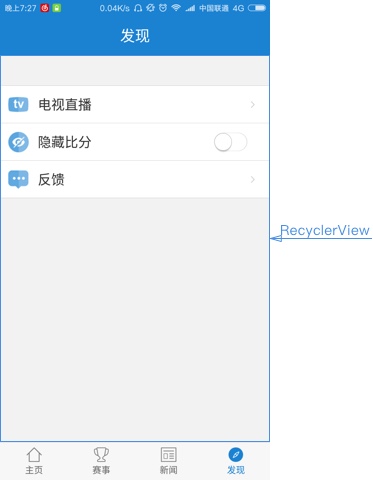 晚上7:27 0.04K/s 中国联通 4G
发现
tv 电视直播
隐藏比分
反馈
RecyclerView
主页 赛事 新闻 发现